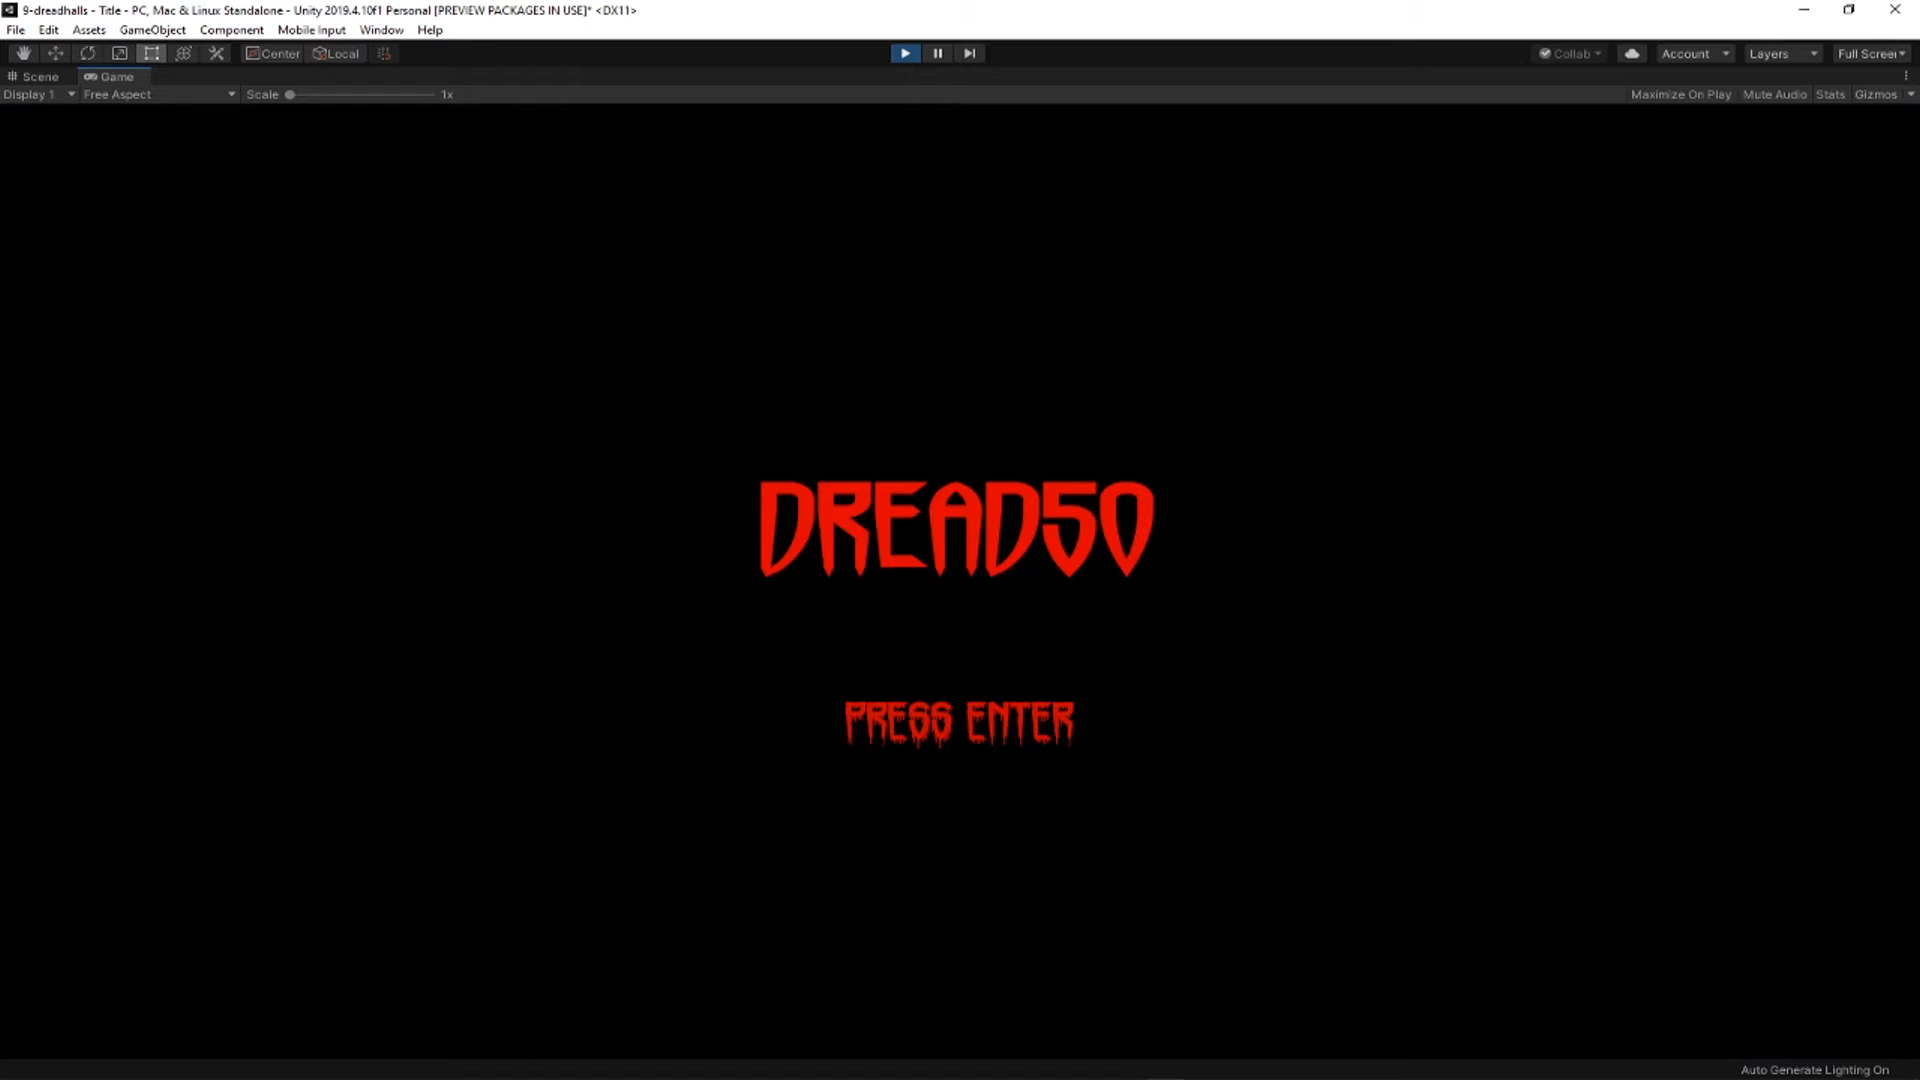 9-dreadhalls - Title - PC, Mac & Linux Standalone - Unity 2019.4.10f1 Personal [PREVIEW PACKAGES IN USE]* <DX11>
File Edit Assets GameObject Component Mobile Input Window Help
Center Local Collab Account Layers Full Screen
Scene Game
Display 1 Free Aspect Scale 1x Maximize On Play Mute Audio Stats Gizmos
DREAD50
PRESS ENTER
Auto Generate Lighting On